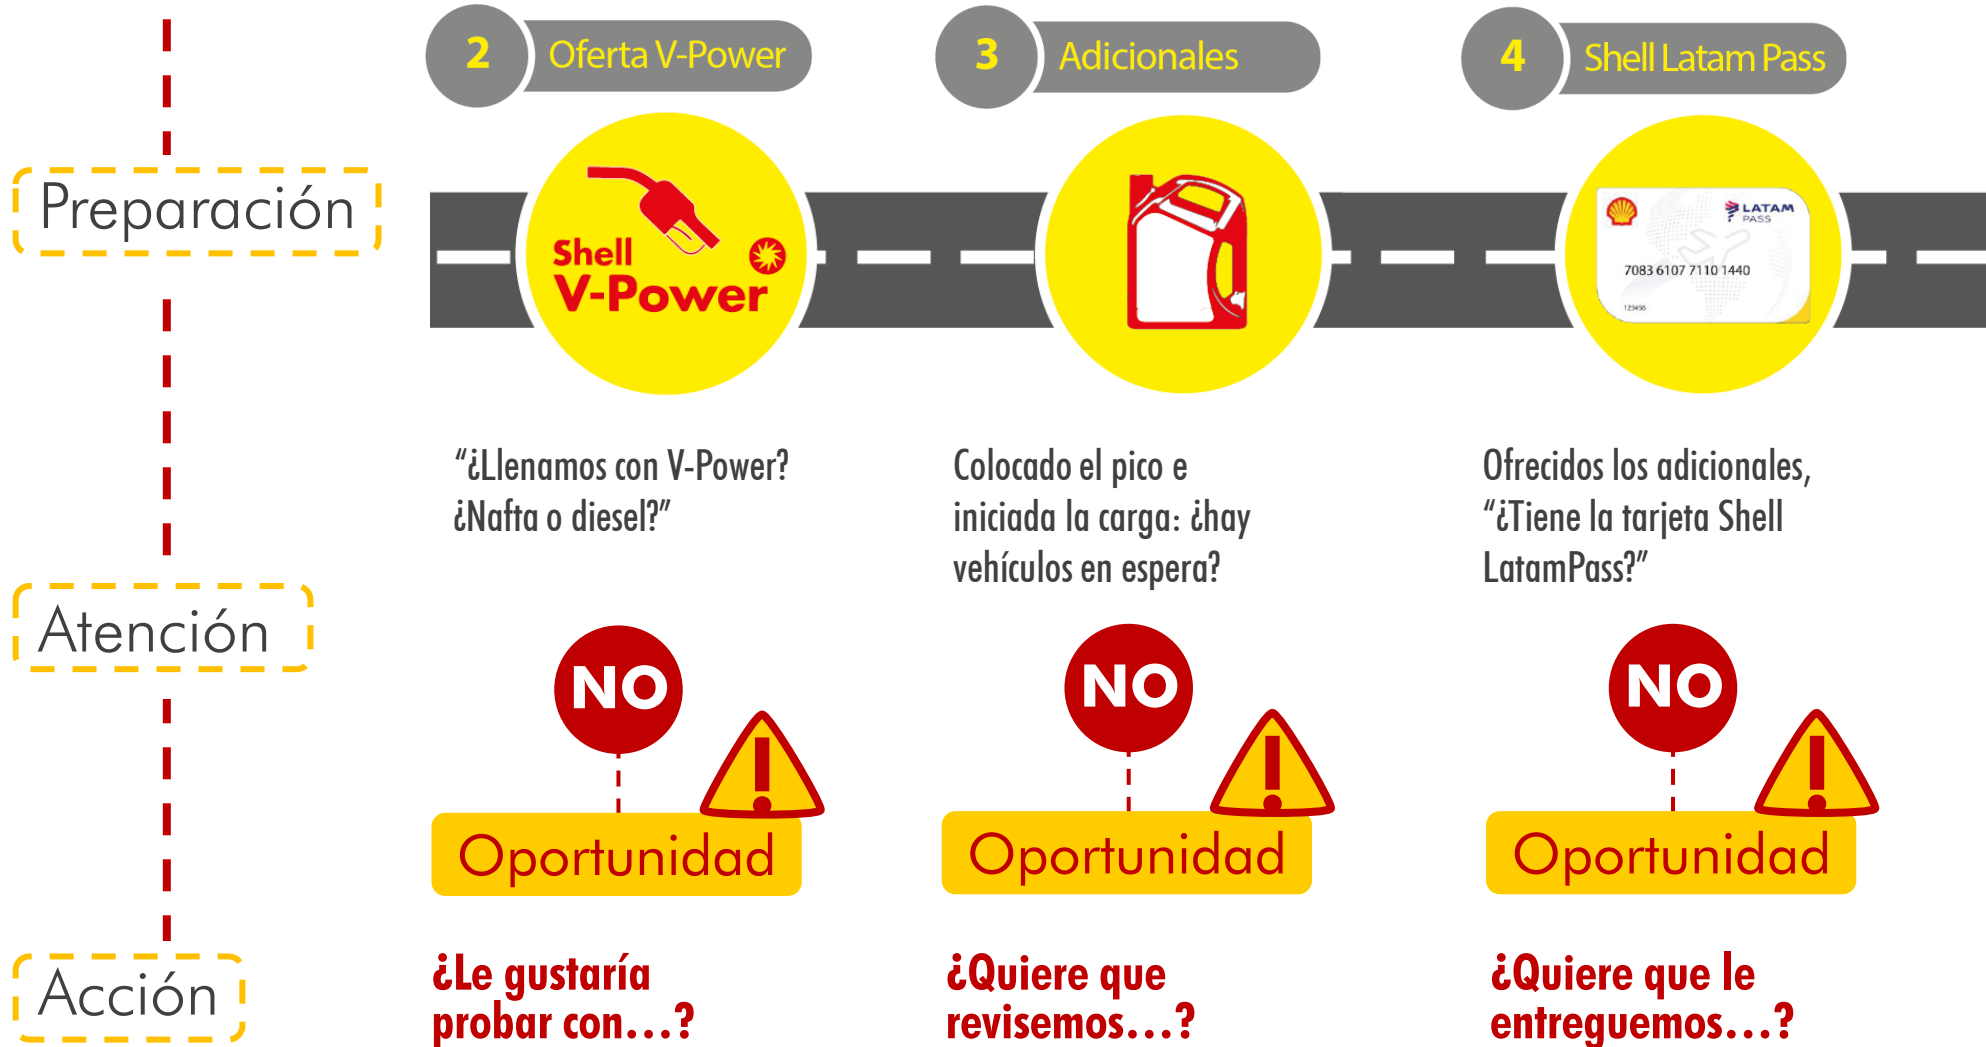 2 Oferta V-Power
3 Adicionales
4 Shell Latam Pass
Preparación
Shell
V-Power
LATAM
PASS
7083 6107 7110 1440
123456
“¿Llenamos con V-Power?
¿Nafta o diesel?”
Colocado el pico e
iniciada la carga: ¿hay
vehículos en espera?
Ofrecidos los adicionales,
“¿Tiene la tarjeta Shell
LatamPass?”
Atención
NO
NO
NO
Oportunidad
Oportunidad
Oportunidad
Acción
¿Le gustaría
probar con...?
¿Quiere que
revisemos...?
¿Quiere que le
entreguemos...?